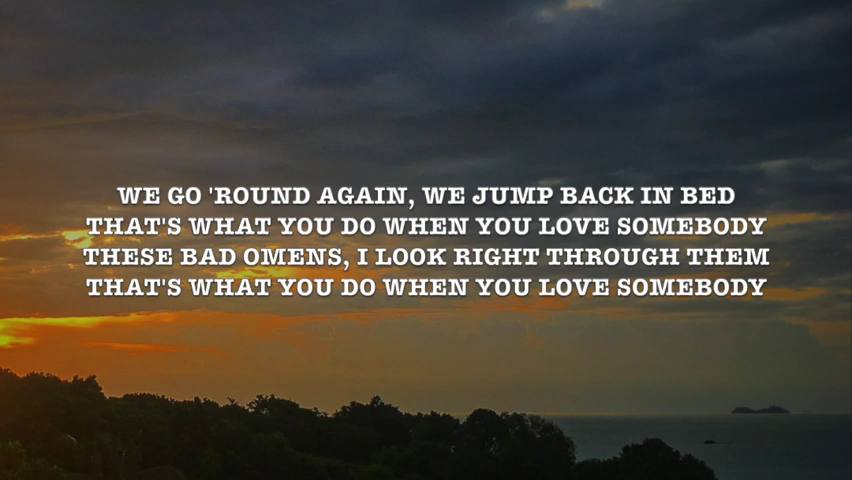 WE GO 'ROUND AGAIN, WE JUMP BACK IN BED
THAT'S WHAT YOU DO WHEN YOU LOVE SOMEBODY
THESE BAD OMENS, I LOOK RIGHT THROUGH THEM
THAT'S WHAT YOU DO WHEN YOU LOVE SOMEBODY